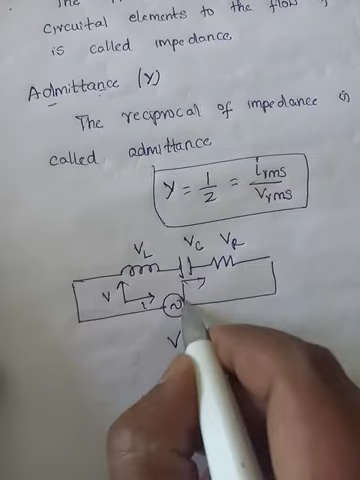 The
circuital elements to the flow
is called impedance.
Admittance (Y)
The reciprocal of impedance is
called admittance
Y = 1/Z = irms/Vrms
VL VC VR
V i
V